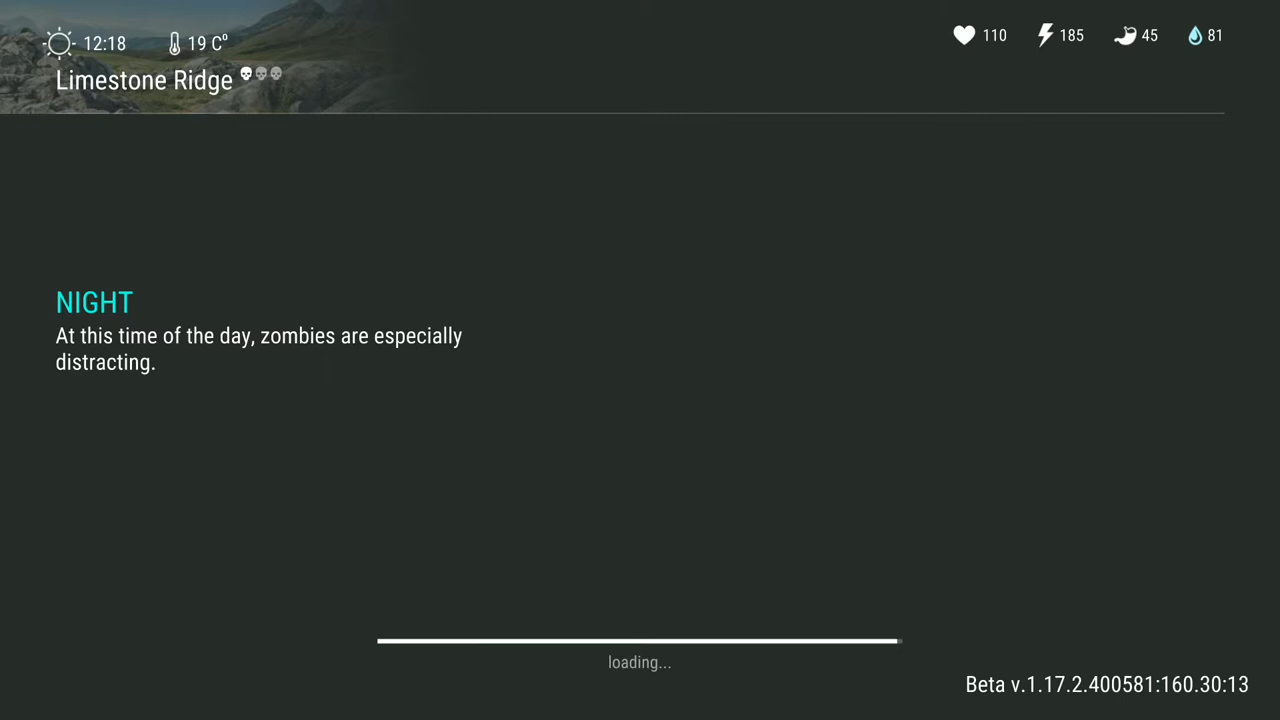 12:18 19 C⁰
110 185 45 81
Limestone Ridge
NIGHT
At this time of the day, zombies are especially
distracting.
loading...
Beta v.1.17.2.400581:160.30:13